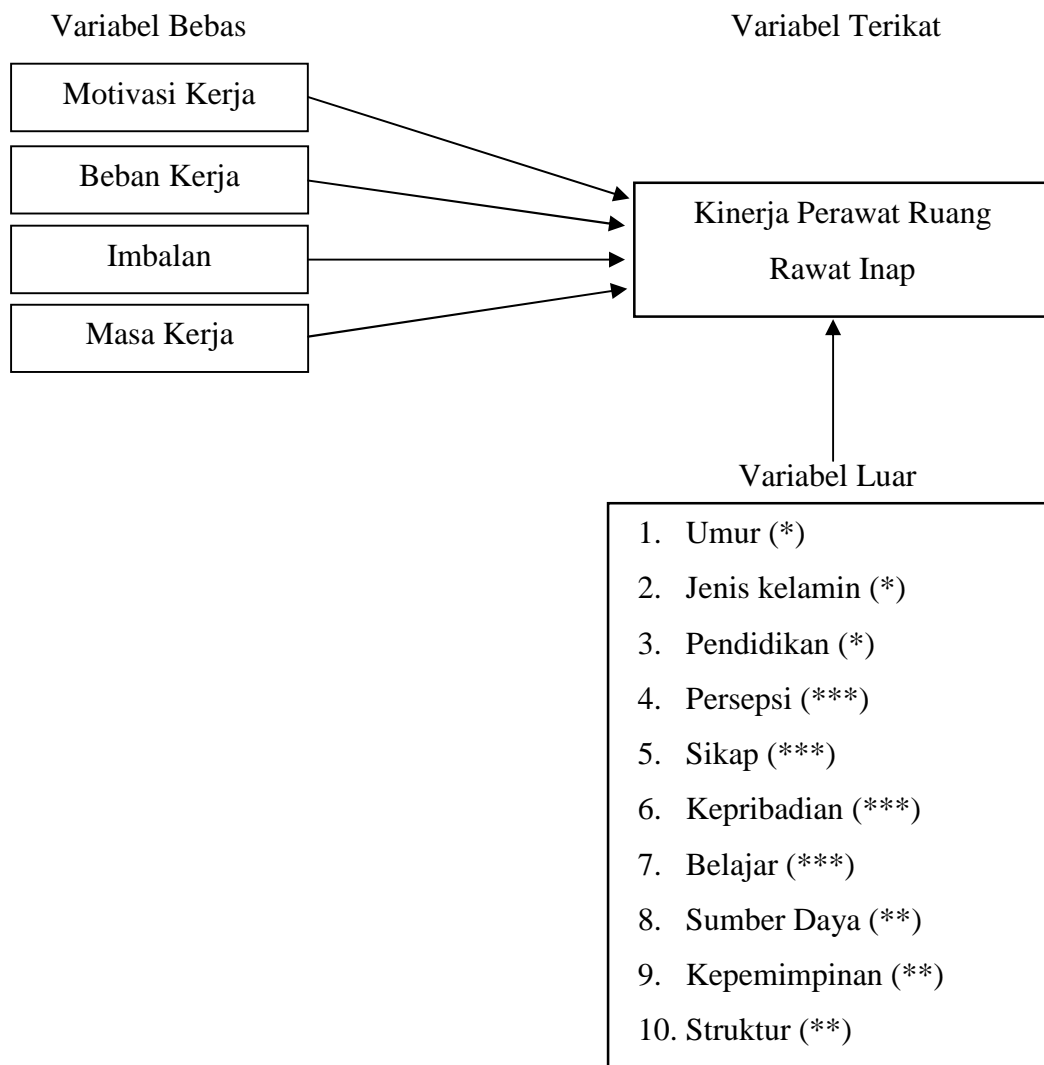 Variabel Bebas
Variabel Terikat
Motivasi Kerja
Beban Kerja
Imbalan
Masa Kerja
Kinerja Perawat Ruang
Rawat Inap
Variabel Luar
1. Umur (*)
2. Jenis kelamin (*)
3. Pendidikan (*)
4. Persepsi (***)
5. Sikap (***)
6. Kepribadian (***)
7. Belajar (***)
8. Sumber Daya (**)
9. Kepemimpinan (**)
10. Struktur (**)